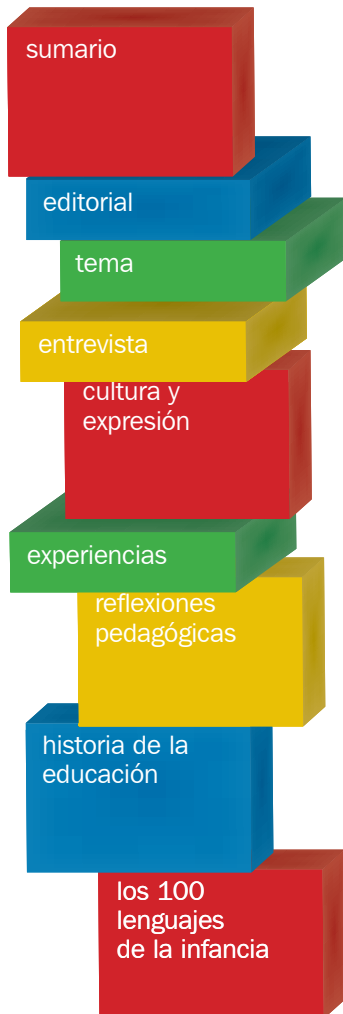 sumario
editorial
tema
entrevista
cultura y
expresión
experiencias
reflexiones
pedagógicas
historia de la
educación
los 100
lenguajes
de la infancia